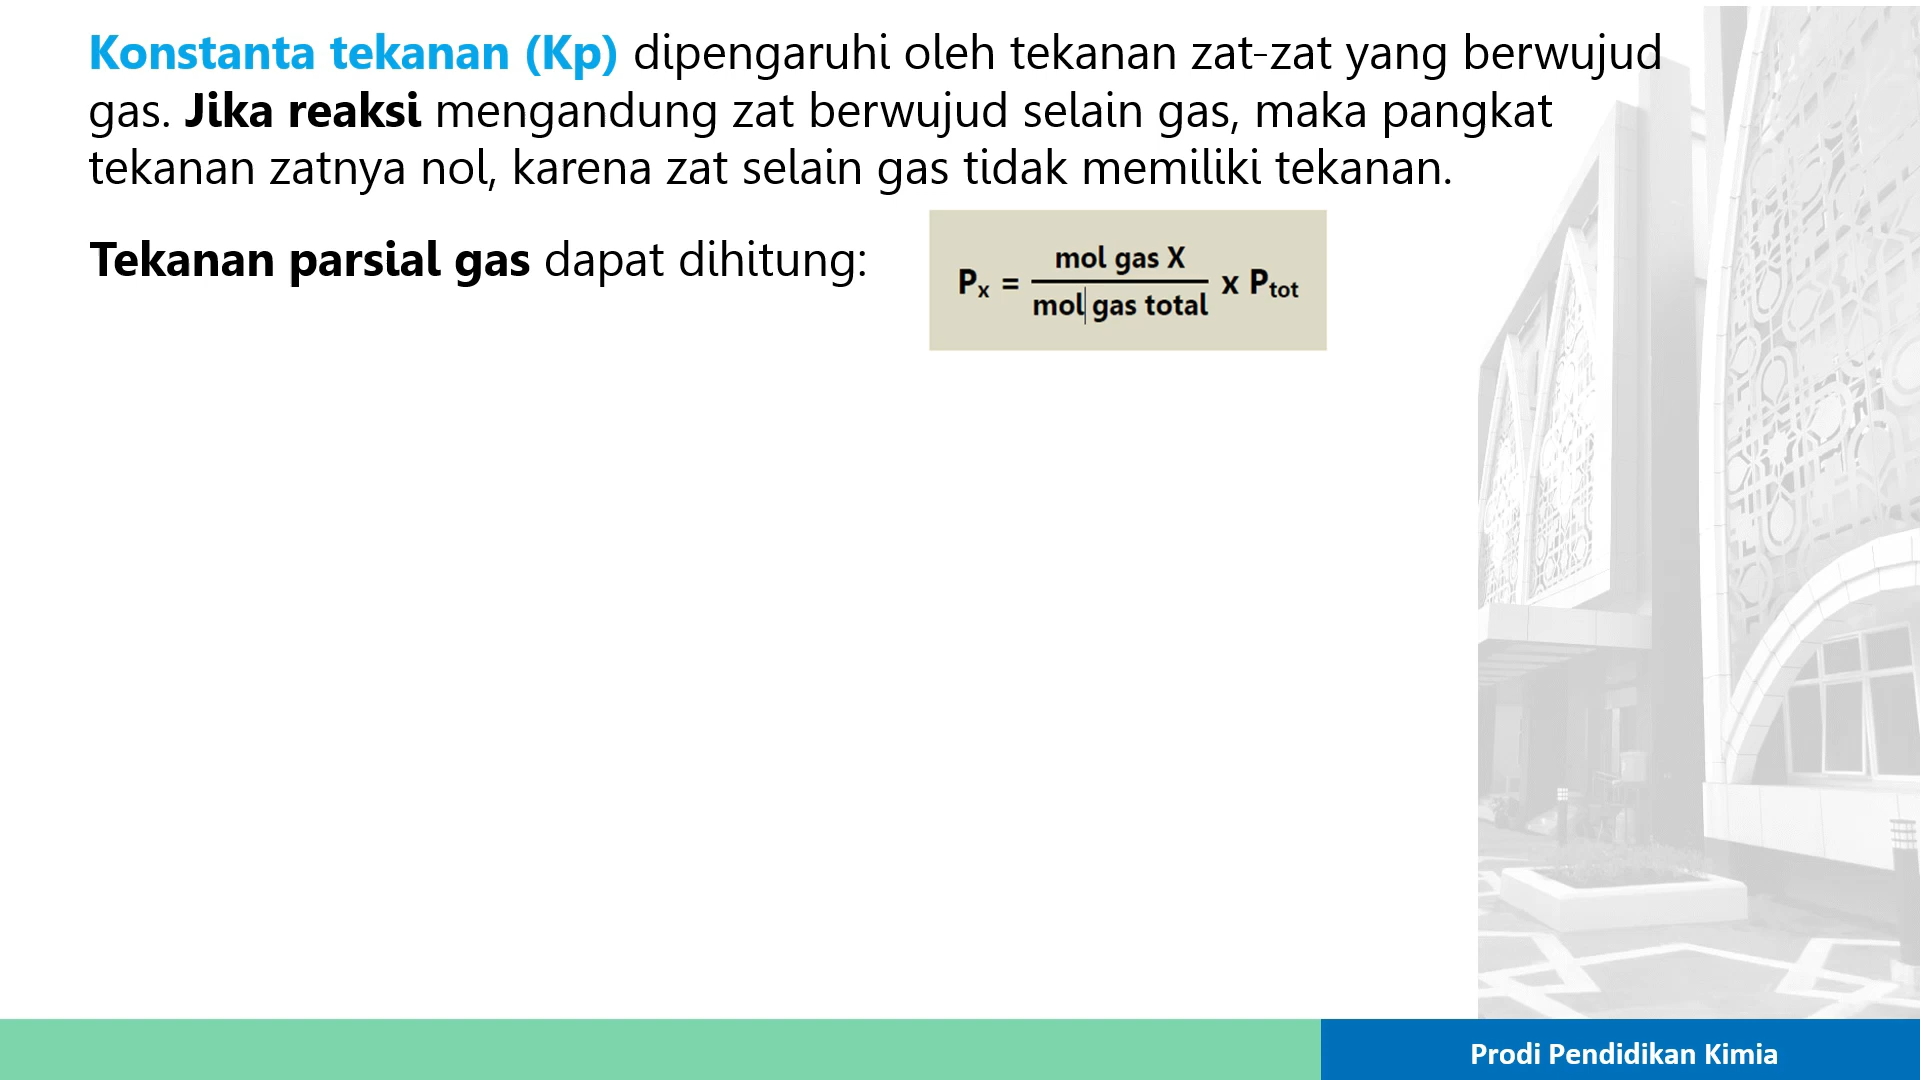 Konstanta tekanan (Kp) dipengaruhi oleh tekanan zat-zat yang berwujud
gas. Jika reaksi mengandung zat berwujud selain gas, maka pangkat
tekanan zatnya nol, karena zat selain gas tidak memiliki tekanan.
Tekanan parsial gas dapat dihitung:
Px = mol gas X / mol gas total x Ptot
Prodi Pendidikan Kimia